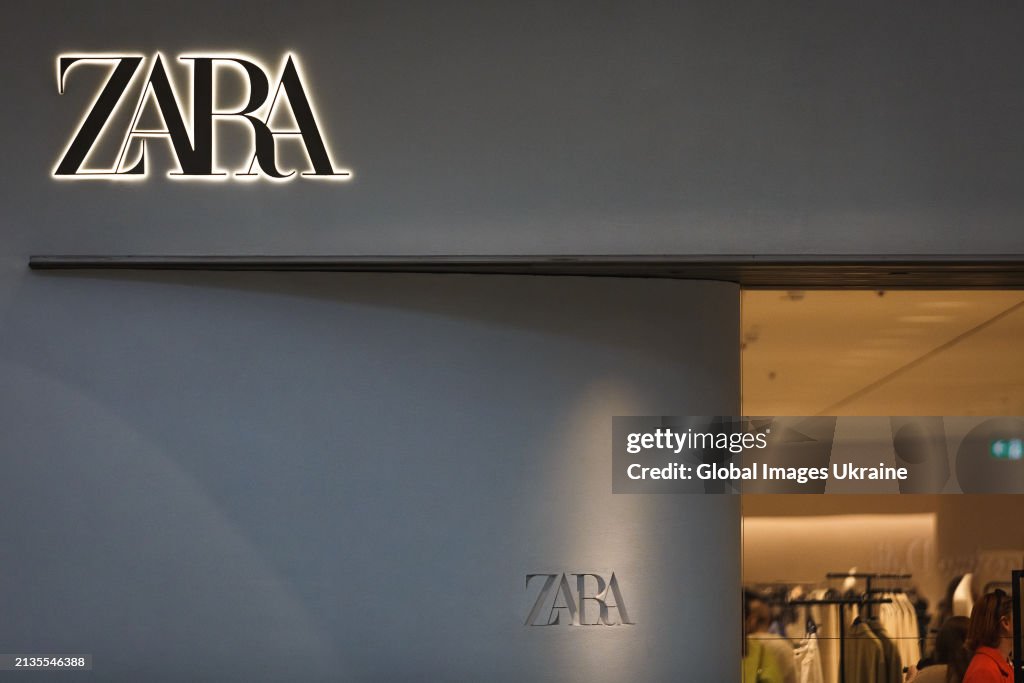 ZARA
gettyimages
Credit: Global Images Ukraine
ZARA
2135546388